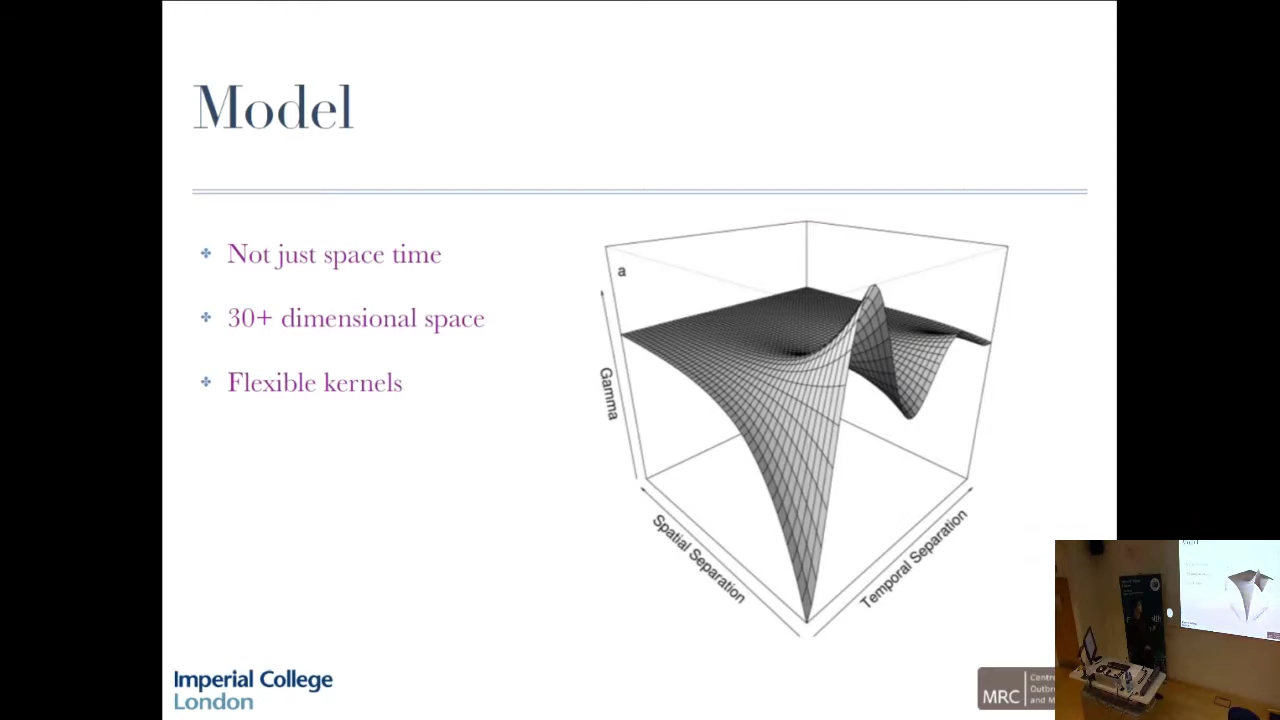 Model
Not just space time
30+ dimensional space
Flexible kernels
a
Gamma
Spatial Separation
Temporal Separation
Imperial College
London
MRC